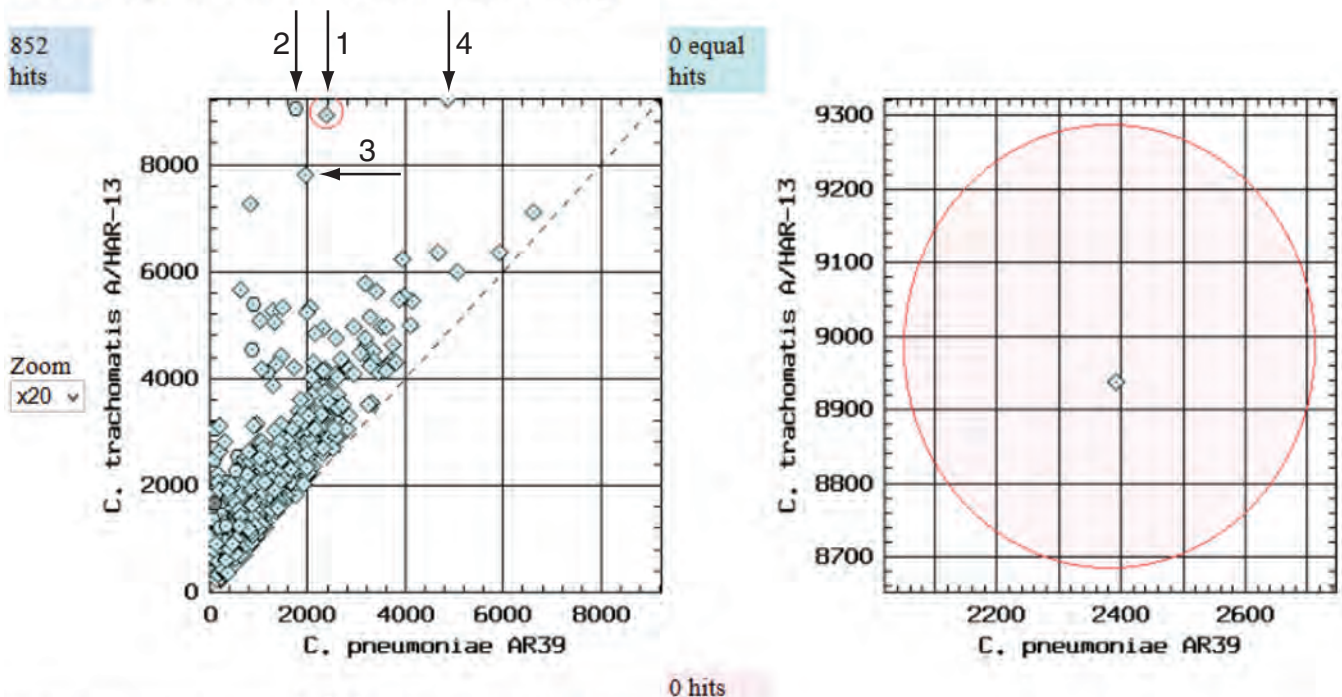 2
1
4
852
hits
0 equal
hits
3
8000
6000
4000
2000
0
C. trachomatis A/HAR-13
0 2000 4000 6000 8000
C. pneumoniae AR39
Zoom
x20
9300
9200
9100
9000
8900
8800
8700
C. trachomatis A/HAR-13
2200 2400 2600
C. pneumoniae AR39
0 hits